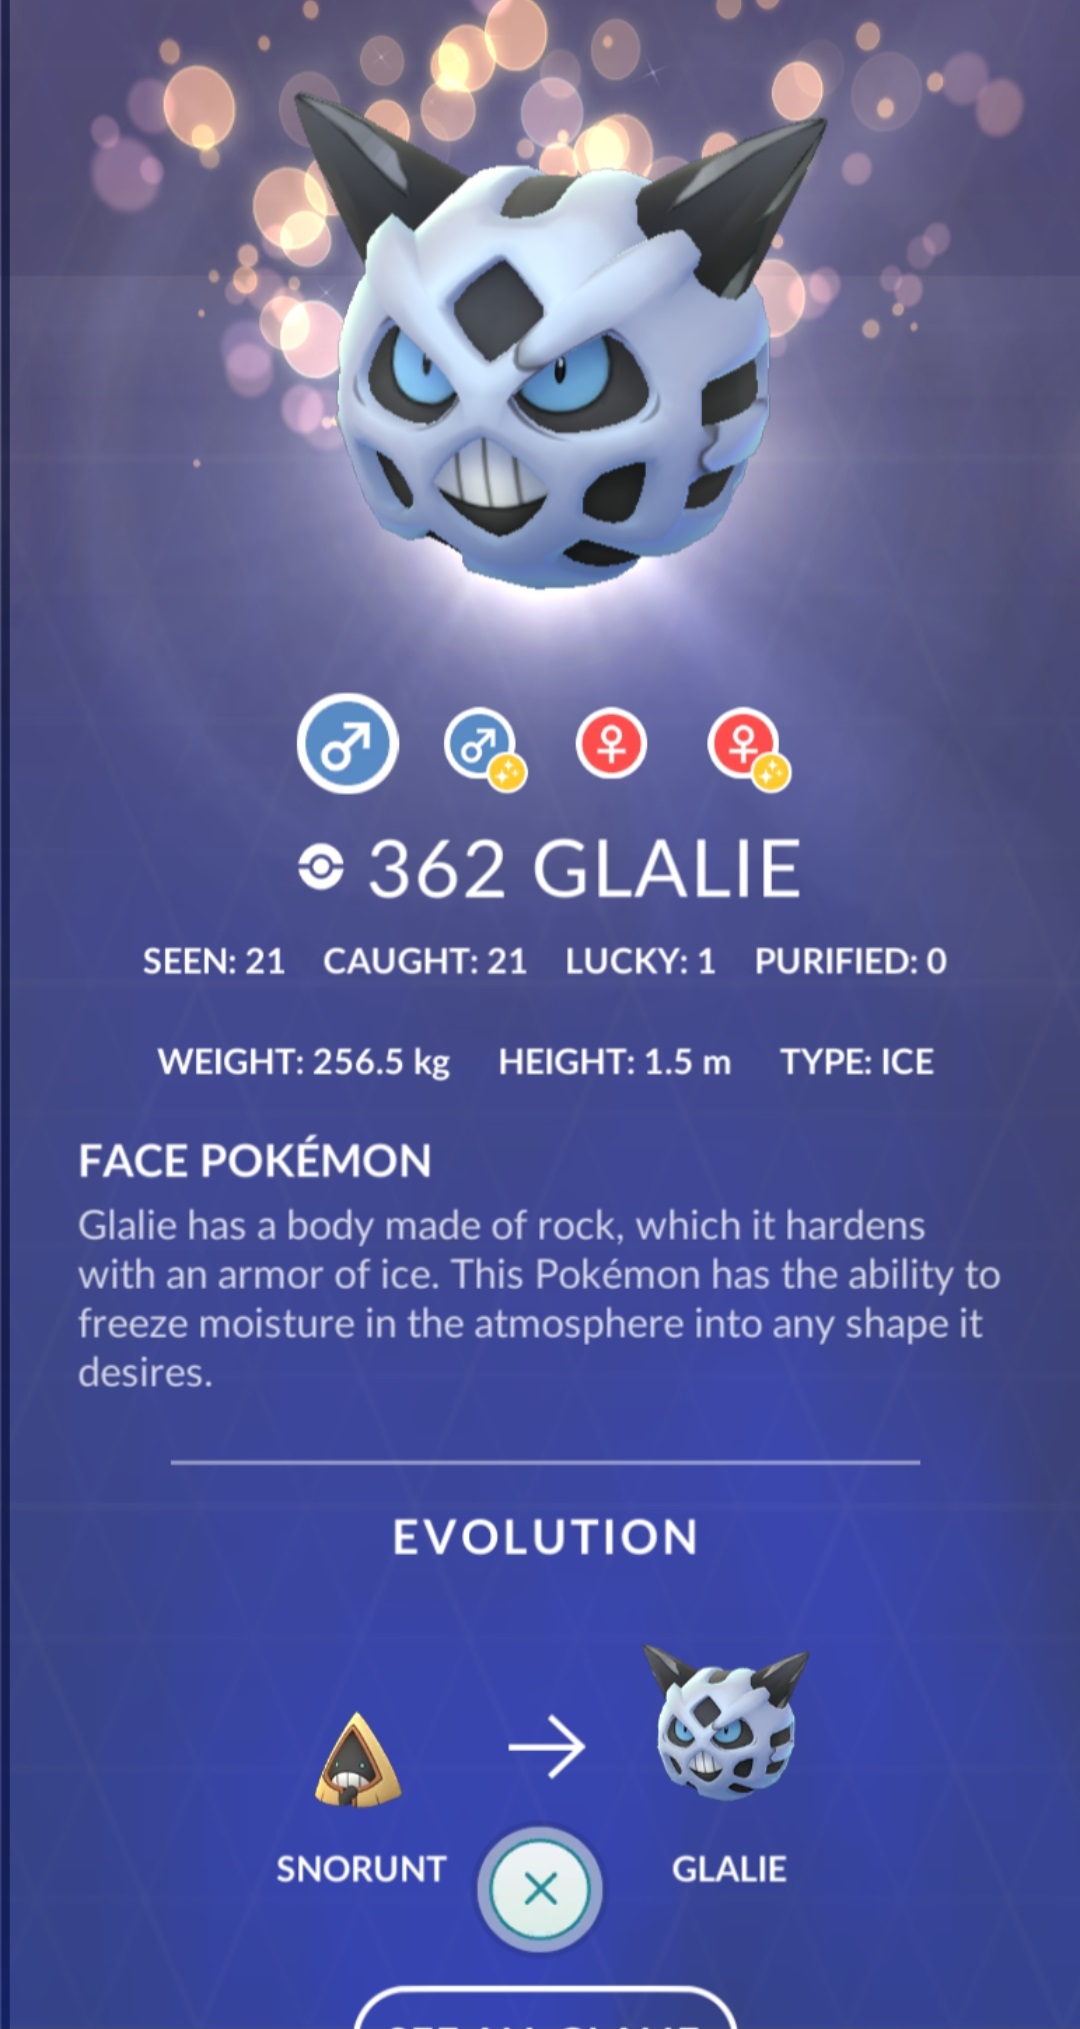 362 GLALIE
SEEN: 21 CAUGHT: 21 LUCKY: 1 PURIFIED: 0
WEIGHT: 256.5 kg HEIGHT: 1.5 m TYPE: ICE
FACE POKÉMON
Glalie has a body made of rock, which it hardens
with an armor of ice. This Pokémon has the ability to
freeze moisture in the atmosphere into any shape it
desires.
EVOLUTION
SNORUNT GLALIE